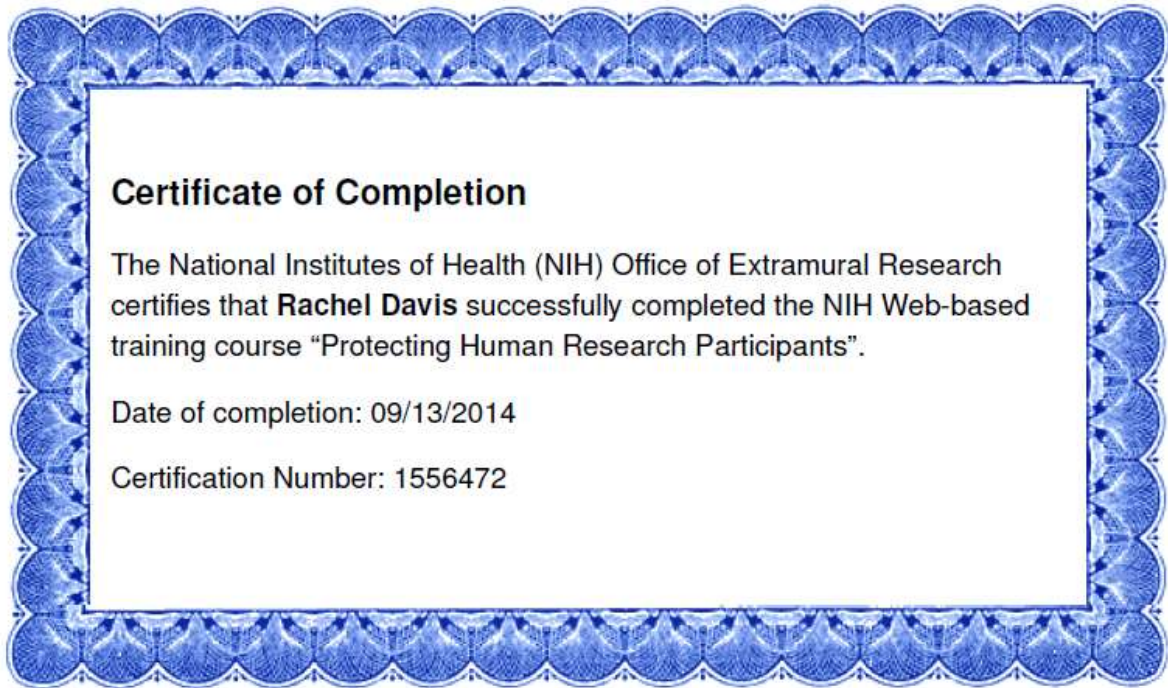 Certificate of Completion
The National Institutes of Health (NIH) Office of Extramural Research
certifies that Rachel Davis successfully completed the NIH Web-based
training course “Protecting Human Research Participants”.
Date of completion: 09/13/2014
Certification Number: 1556472